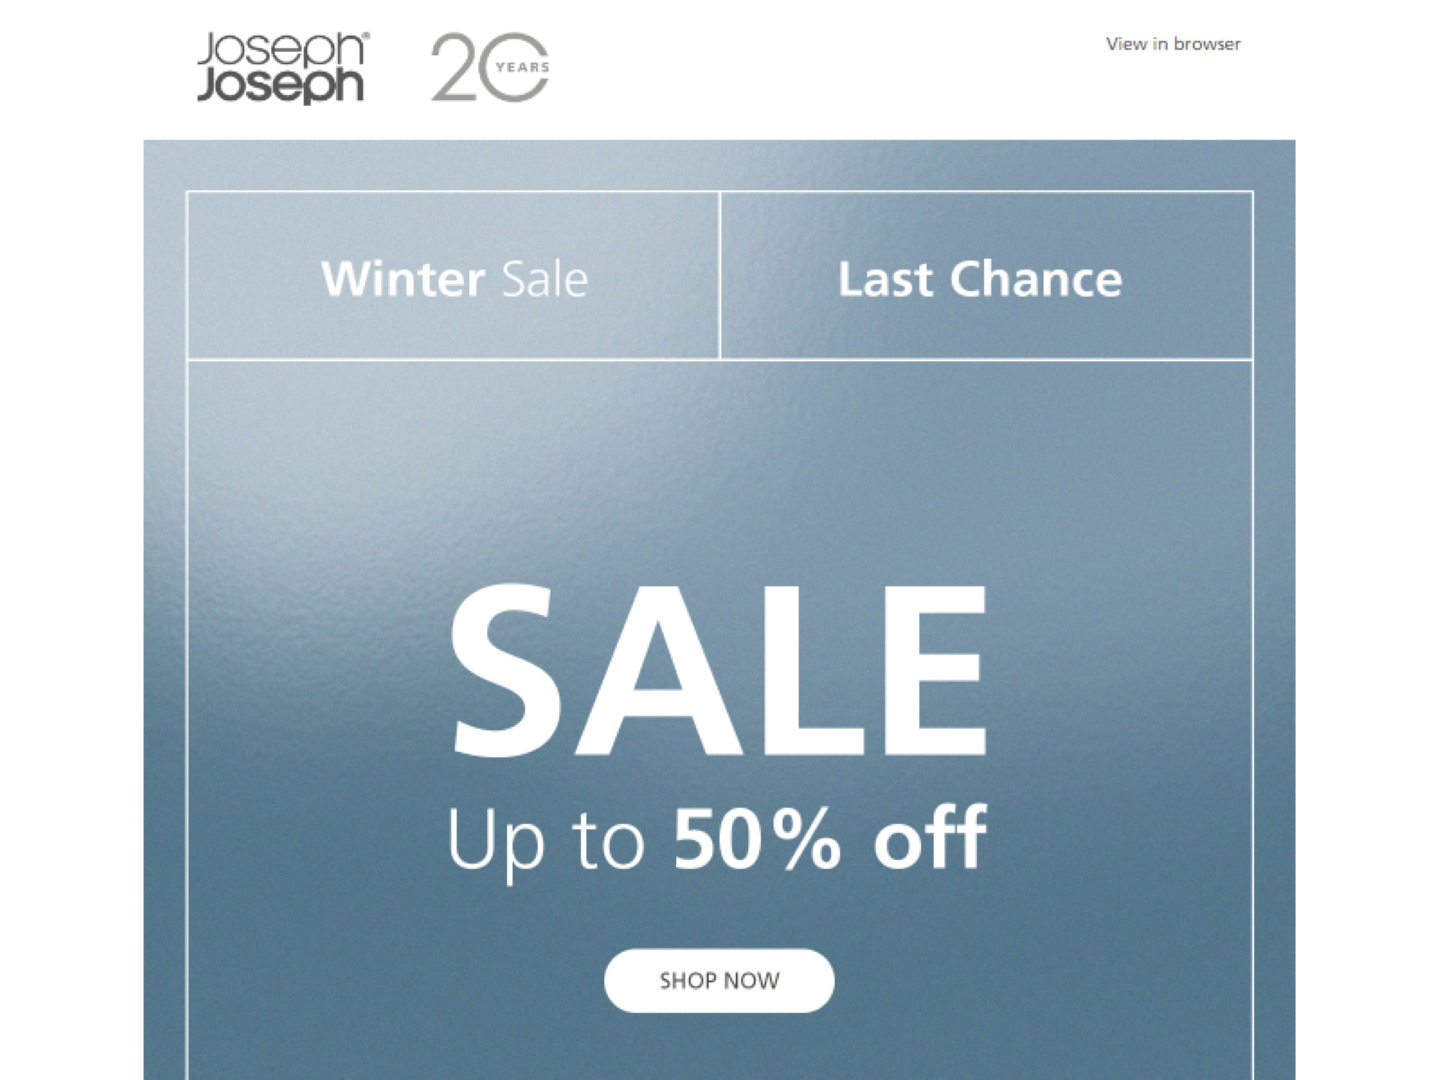 Joseph®
Joseph
20 YEARS
View in browser
Winter Sale
Last Chance
SALE
Up to 50% off
SHOP NOW